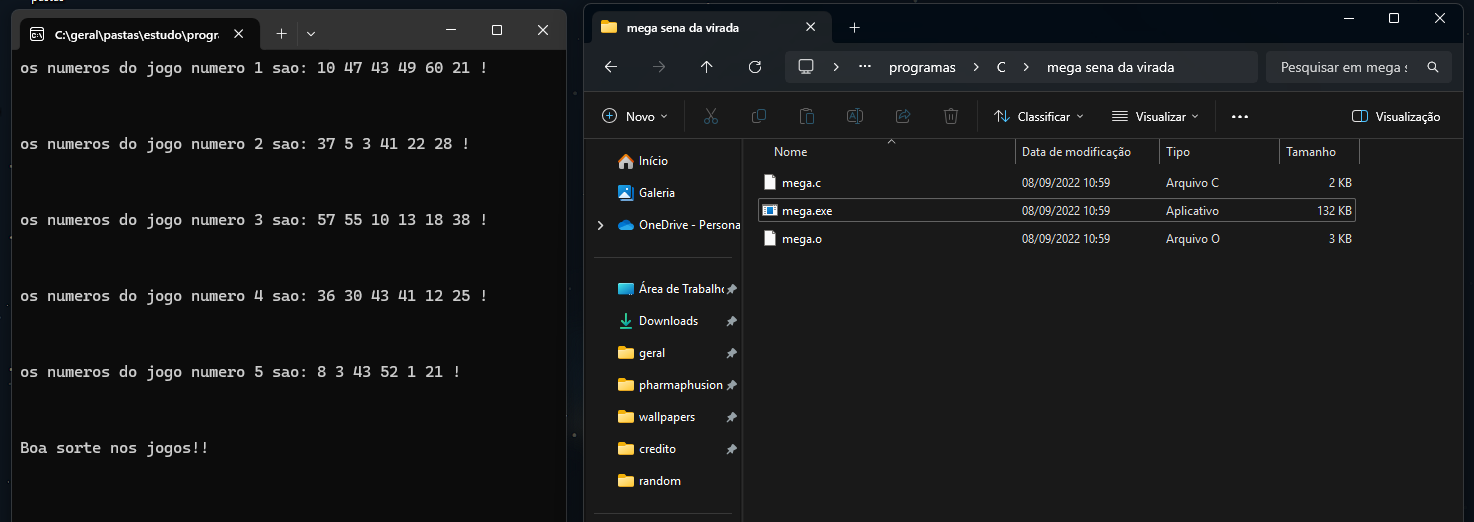 C:\geral\pastas\estudo\progra
os numeros do jogo numero 1 sao: 10 47 43 49 60 21 !
os numeros do jogo numero 2 sao: 37 5 3 41 22 28 !
os numeros do jogo numero 3 sao: 57 55 10 13 18 38 !
os numeros do jogo numero 4 sao: 36 30 43 41 12 25 !
os numeros do jogo numero 5 sao: 8 3 43 52 1 21 !
Boa sorte nos jogos!!
mega sena da virada
programas > C > mega sena da virada
Pesquisar em mega s
Novo
Classificar
Visualizar
Visualização
Início
Galeria
OneDrive - Persona
Área de Trabalho
Downloads
geral
pharmaphusion
wallpapers
credito
random
Nome Data de modificação Tipo Tamanho
mega.c 08/09/2022 10:59 Arquivo C 2 KB
mega.exe 08/09/2022 10:59 Aplicativo 132 KB
mega.o 08/09/2022 10:59 Arquivo O 3 KB